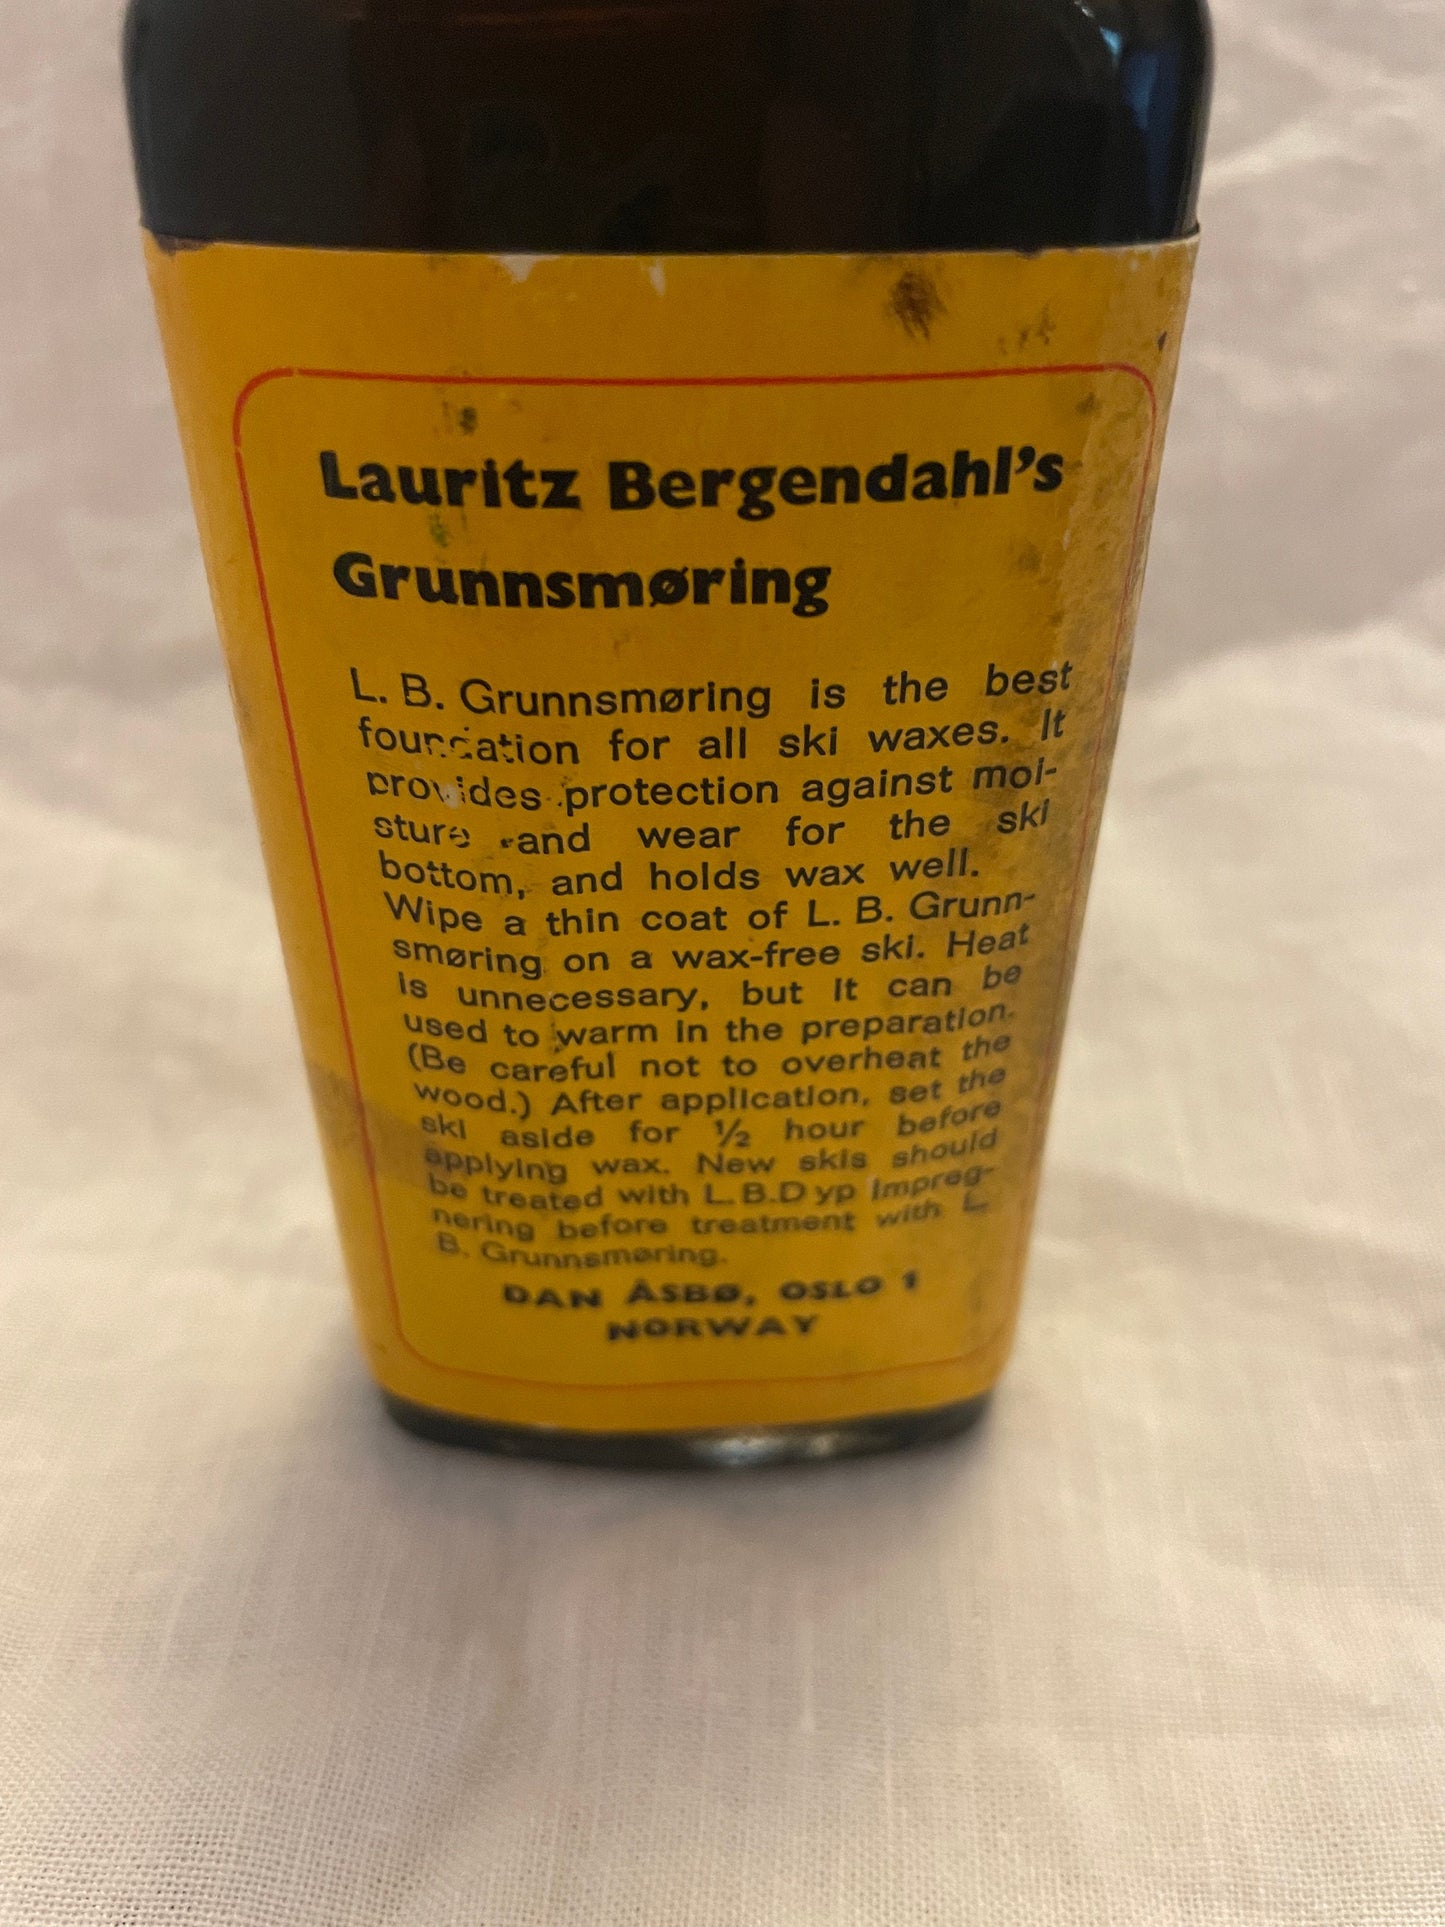 Lauritz Bergendahl's
Grunnsmøring
L. B. Grunnsmøring is the best
foundation for all ski waxes. It
provides protection against moi-
sture and wear for the ski
bottom, and holds wax well.
Wipe a thin coat of L. B. Grunn-
smøring on a wax-free ski. Heat
is unnecessary, but it can be
used to warm in the preparation.
(Be careful not to overheat the
wood.) After application, set the
ski aside for ½ hour before
applying wax. New skis should
be treated with L.B.Dyp Impreg-
nering before treatment with L.
B. Grunnsmøring.
DAN ÅSBØ, OSLO 1
NORWAY